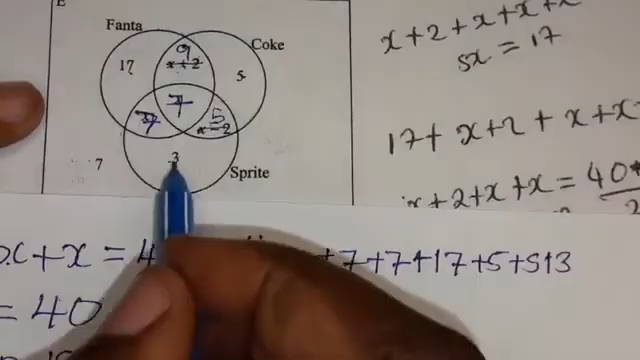 E
Fanta
9
x+2
Coke
17
5
7
7
5
x-2
7
3
Sprite
x+2+x+x+x
5x=17
17+x+2+x+x
x+2+x+x=40
+x=4
+7+7+17+5+5+3
=40